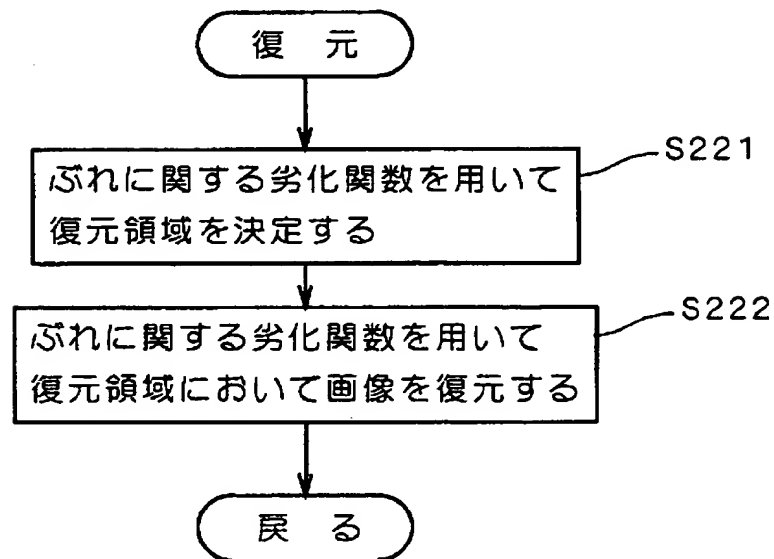 復 元
S221
ぶれに関する劣化関数を用いて
復元領域を決定する
S222
ぶれに関する劣化関数を用いて
復元領域において画像を復元する
戻 る